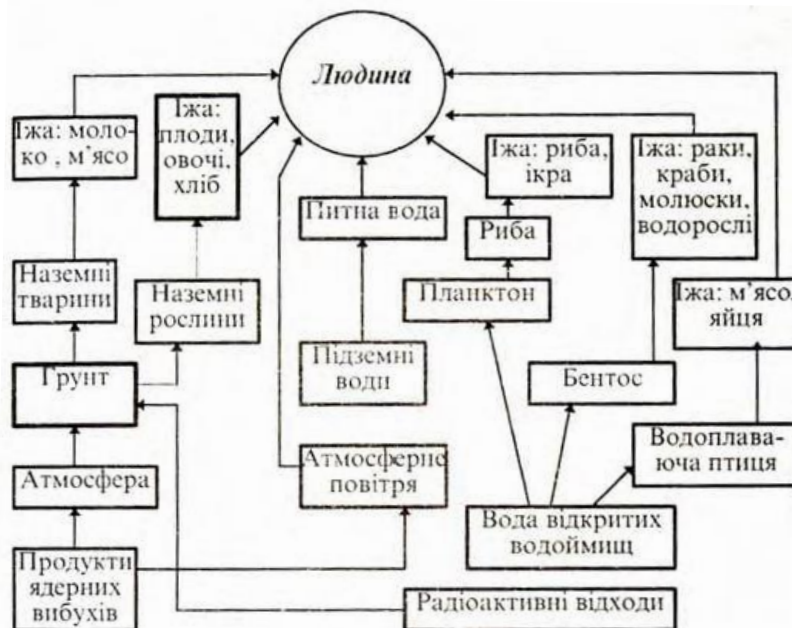 Людина
Їжа: моло-
ко , м’ясо
Їжа:
плоди,
овочі,
хліб
Їжа: риба,
ікра
Їжа: раки,
краби,
молюски,
водорослі
Питна вода
Риба
Наземні
тварини
Наземні
рослини
Планктон
Їжа: м’ясо,
яйця
Підземні
води
Ґрунт
Бентос
Водоплава-
юча птиця
Атмосфера
Атмосферне
повітря
Вода відкритих
водоймищ
Продукти
ядерних
вибухів
Радіоактивні відходи